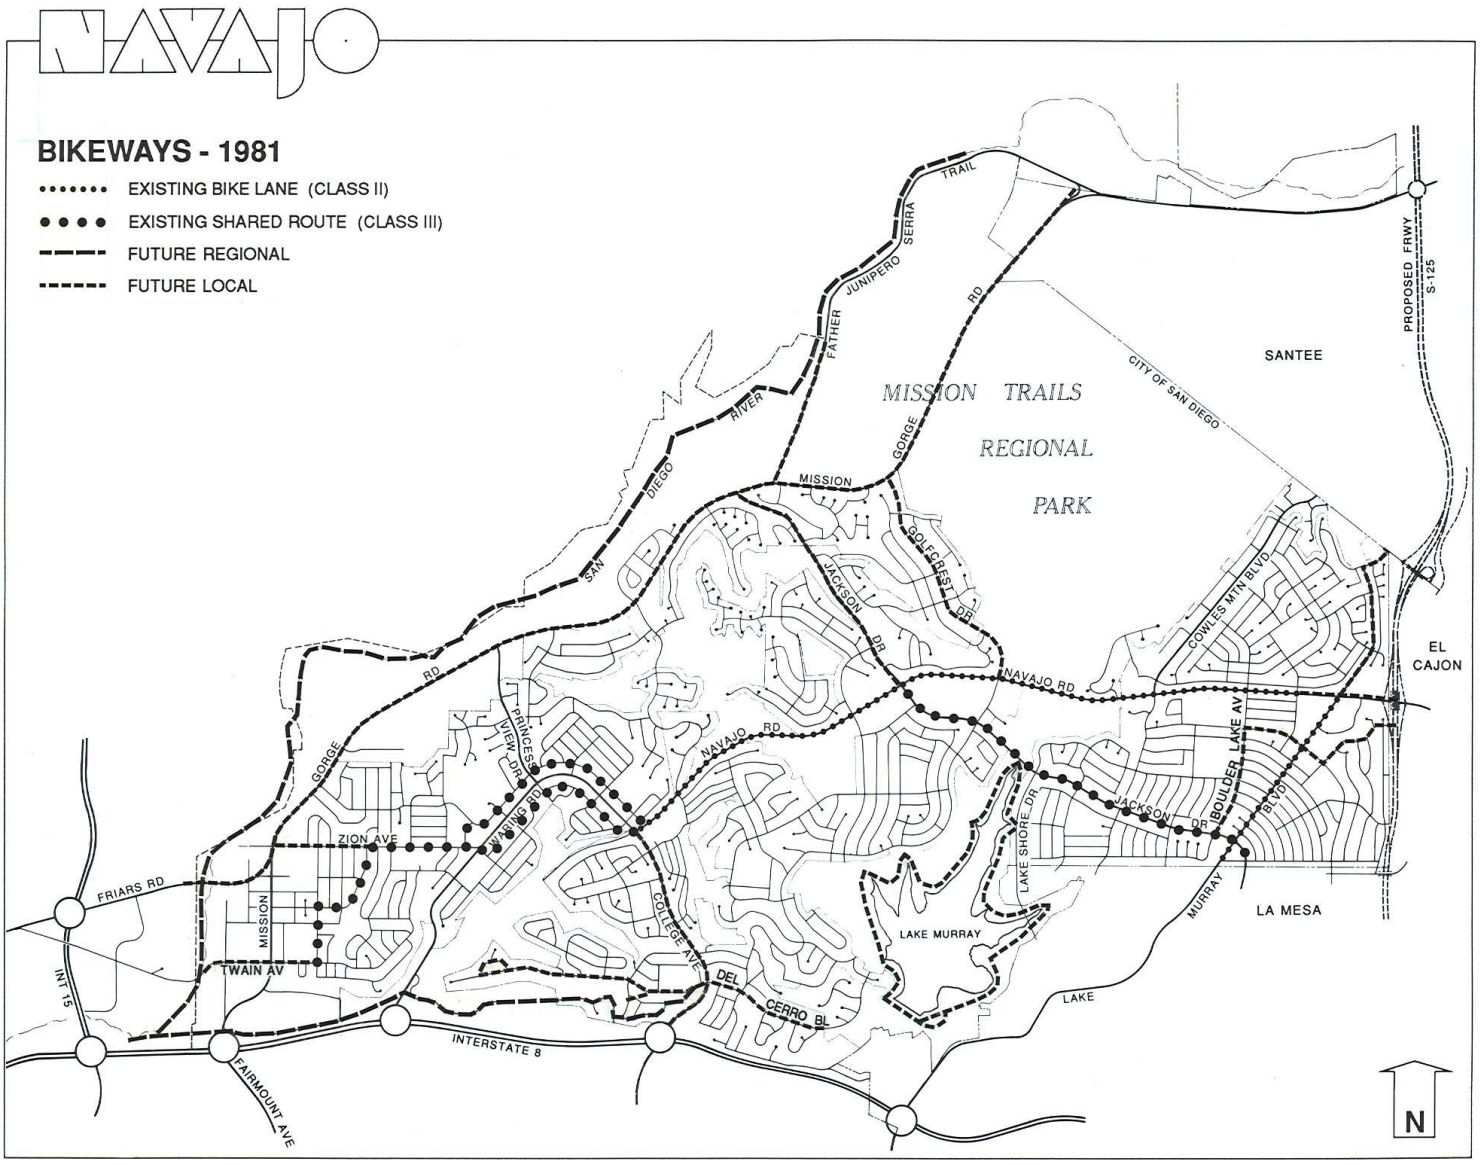 NAVAJO
BIKEWAYS - 1981
EXISTING BIKE LANE (CLASS II)
EXISTING SHARED ROUTE (CLASS III)
FUTURE REGIONAL
FUTURE LOCAL
TRAIL
SERRA
JUNIPERO
FATHER
RD
PROPOSED FRWY
S-125
SANTEE
CITY OF SAN DIEGO
MISSION TRAILS
REGIONAL
PARK
RIVER
DIEGO
SAN
GORGE
MISSION
GOLFCREST
DR
JACKSON
DR
COWLES MTN BLVD
EL
CAJON
NAVAJO RD
RD
GORGE
PRINCESS
VIEW DR
NAVAJO RD
BOULDER LAKE AV
WARING RD
ZION AVE
JACKSON DR
BLVD
LAKE SHORE DR
FRIARS RD
MISSION
COLLEGE AVE
LAKE MURRAY
MURRAY
LA MESA
TWAIN AV
INT 15
DEL
CERRO BL
LAKE
INTERSTATE 8
FAIRMOUNT AVE
N